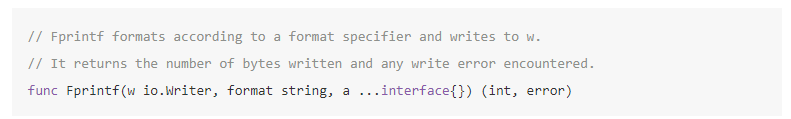 // Fprintf formats according to a format specifier and writes to w.
// It returns the number of bytes written and any write error encountered.
func Fprintf(w io.Writer, format string, a ...interface{}) (int, error)